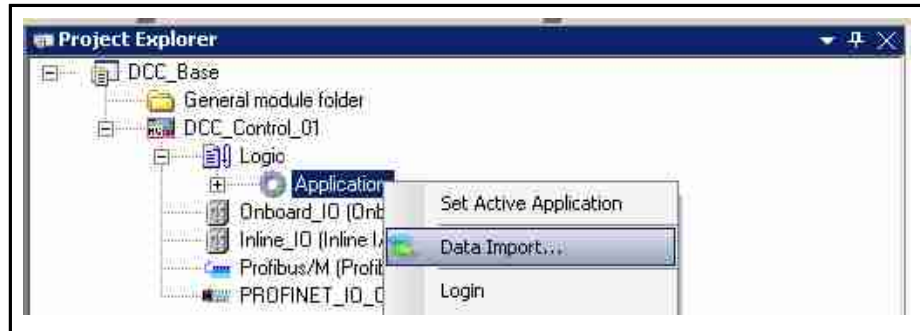 Project Explorer
DCC_Base
General module folder
DCC_Control_01
Logic
Application
Set Active Application
Onboard_IO (Onb
Inline_IO (Inline I/
Data Import...
Profibus/M (Profib
Login
PROFINET_IO_C